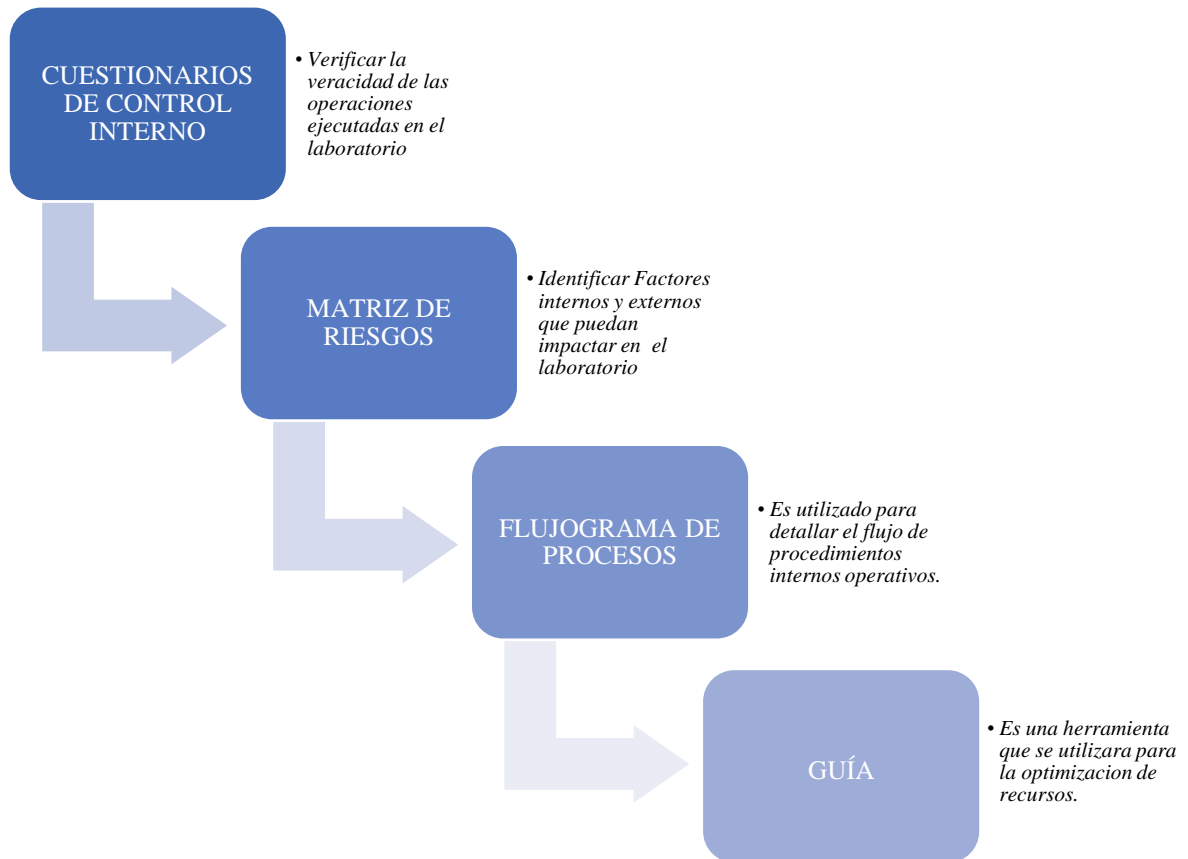 CUESTIONARIOS
DE CONTROL
INTERNO
• Verificar la
veracidad de las
operaciones
ejecutadas en el
laboratorio
MATRIZ DE
RIESGOS
• Identificar Factores
internos y externos
que puedan
impactar en el
laboratorio
FLUJOGRAMA DE
PROCESOS
• Es utilizado para
detallar el flujo de
procedimientos
internos operativos.
GUÍA
• Es una herramienta
que se utilizara para
la optimizacion de
recursos.